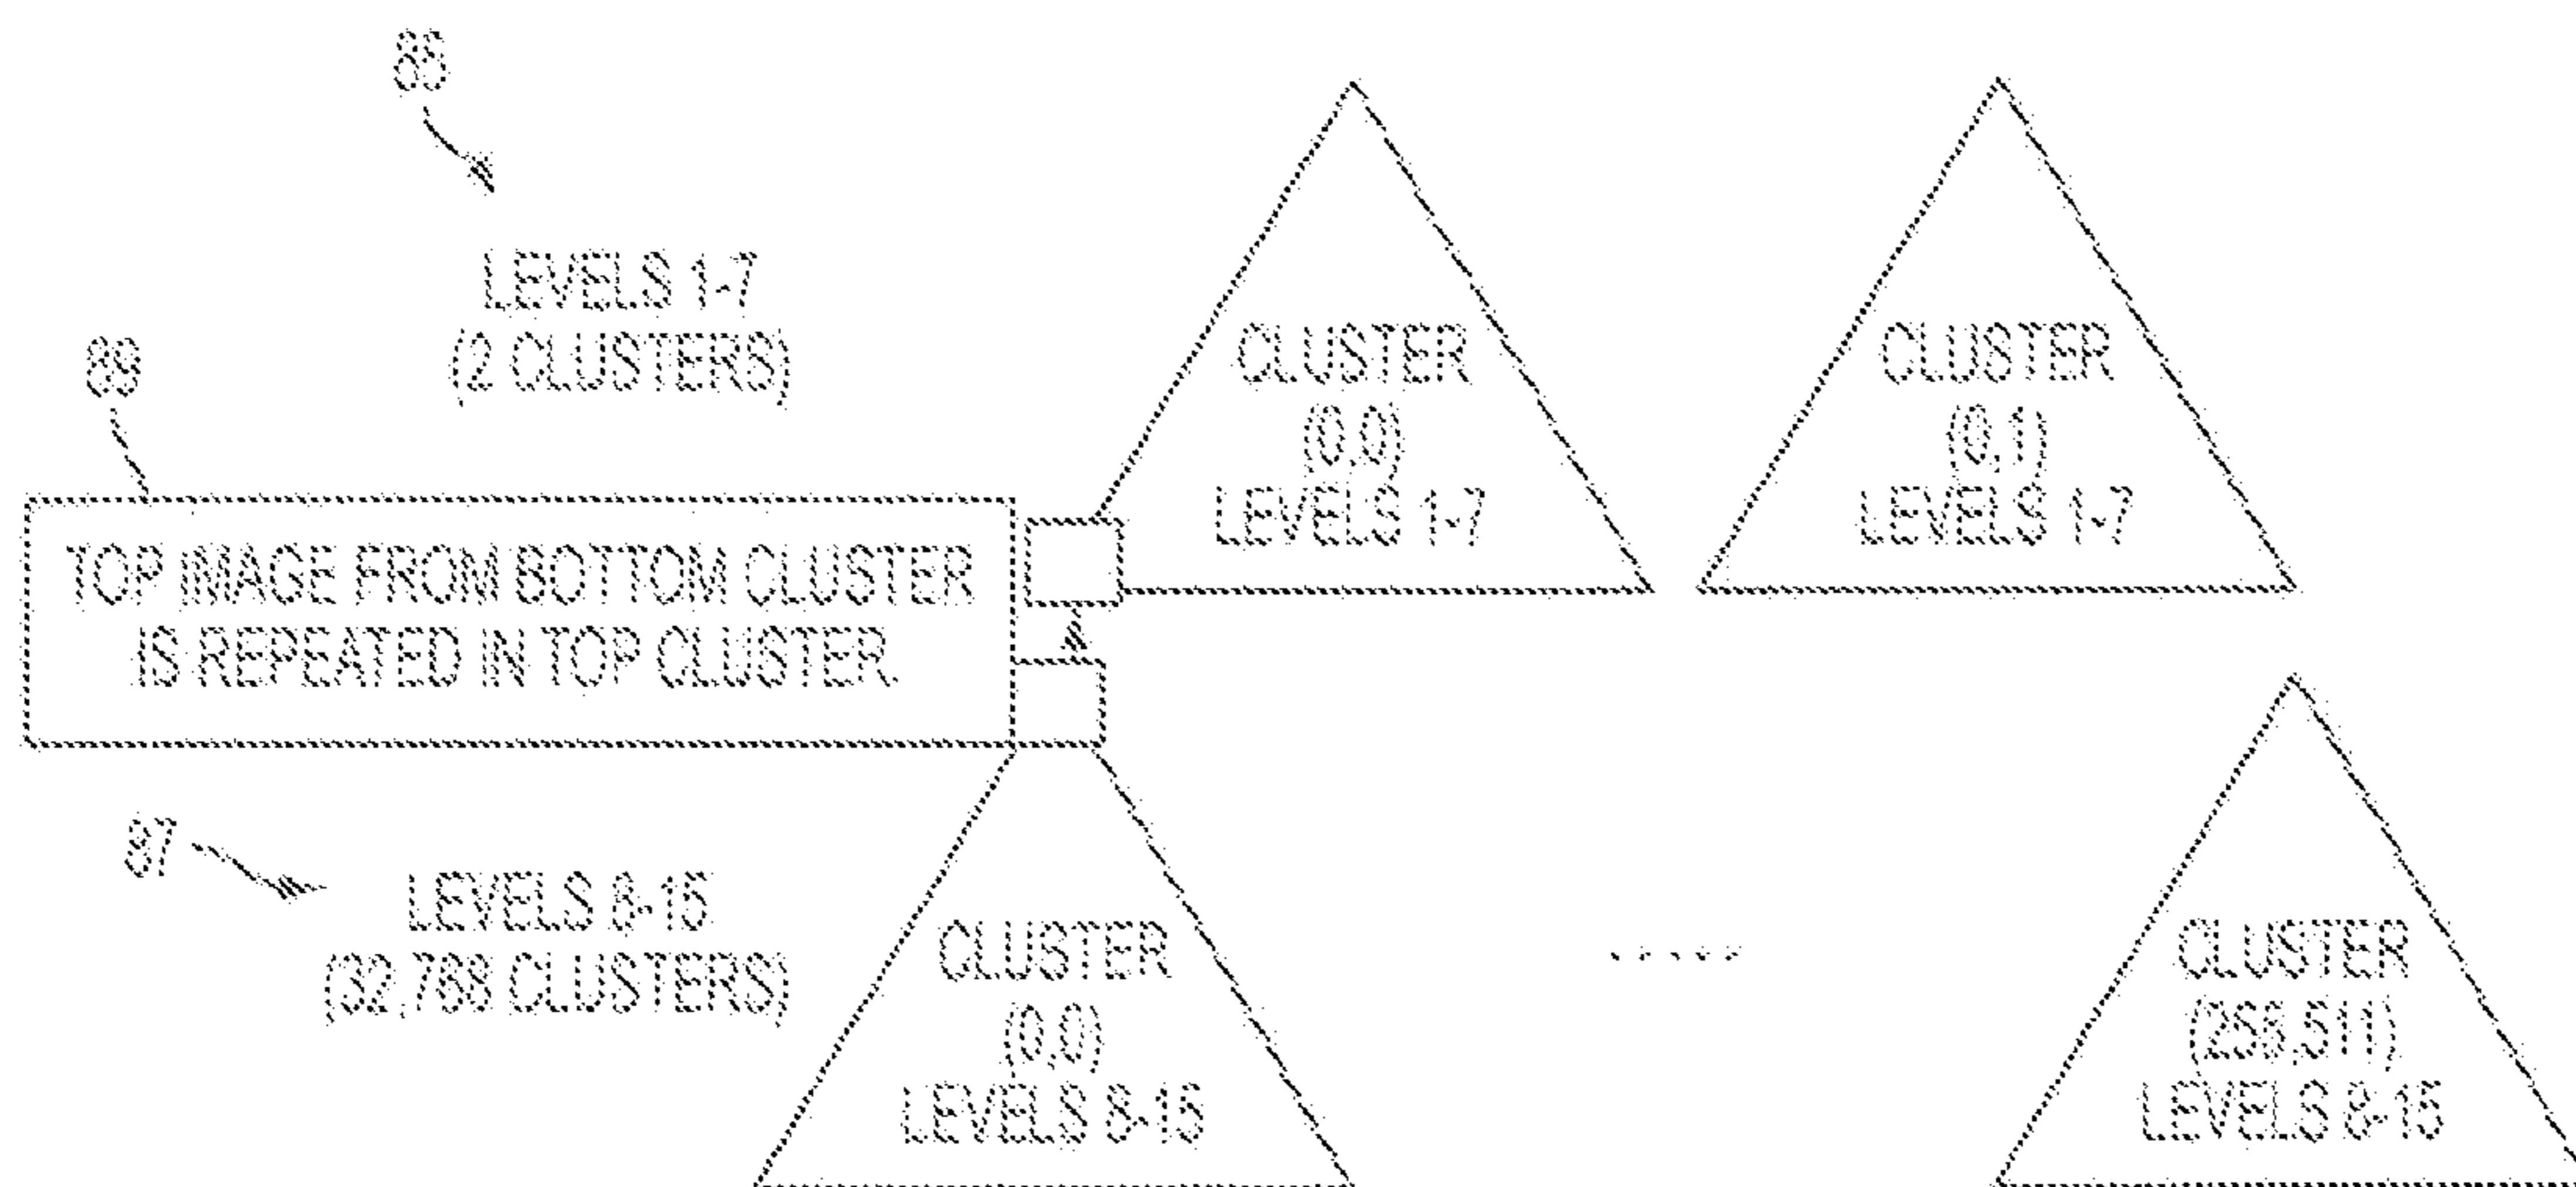 85
LEVELS 1-7
(2 CLUSTERS)
89
CLUSTER
(0,0)
LEVELS 1-7
CLUSTER
(0,1)
LEVELS 1-7
TOP IMAGE FROM BOTTOM CLUSTER
IS REPEATED IN TOP CLUSTER
87
LEVELS 8-15
(32,768 CLUSTERS)
CLUSTER
(0,0)
LEVELS 8-15
.....
CLUSTER
(256,511)
LEVELS 8-15